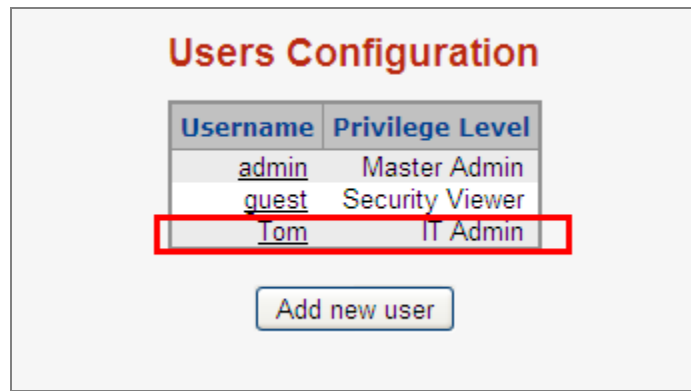 Users Configuration
Username Privilege Level
admin Master Admin
guest Security Viewer
Tom IT Admin
Add new user